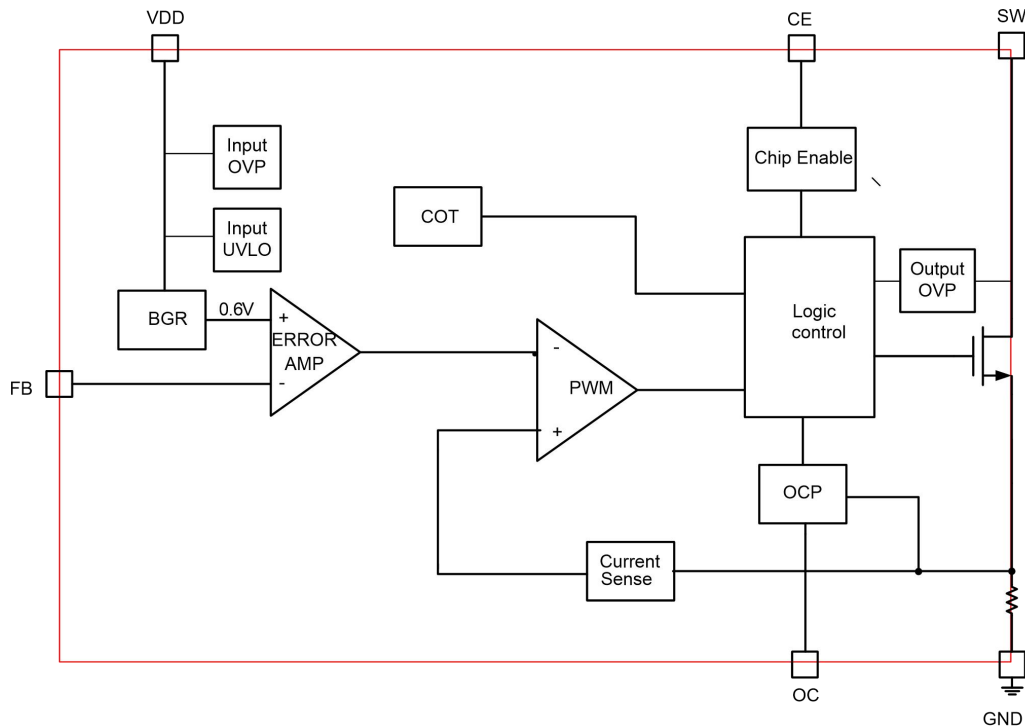 VDD
CE
SW
Input
OVP
Chip Enable
COT
Input
UVLO
Output
OVP
BGR
0.6V
+
ERROR
AMP
-
Logic
control
FB
-
PWM
+
OCP
Current
Sense
OC
GND